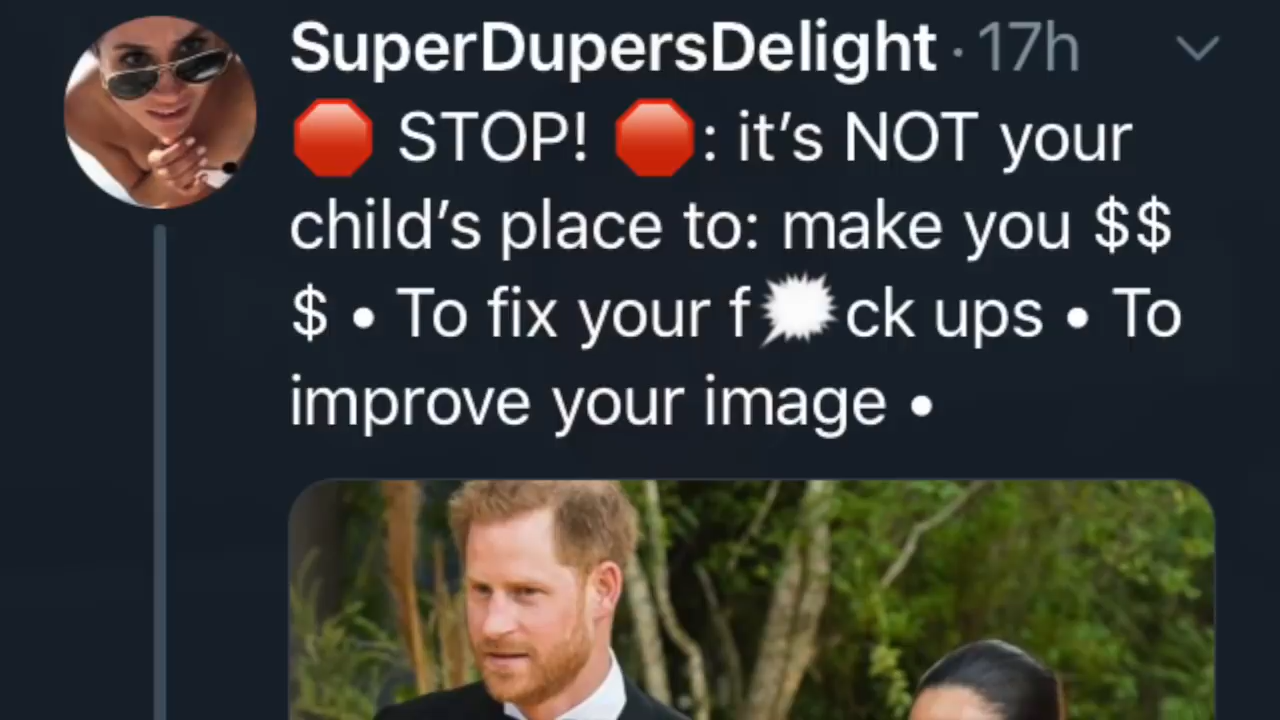 SuperDupersDelight · 17h
🛑 STOP! 🛑: it's NOT your
child's place to: make you $$
$ • To fix your f🗯ck ups • To
improve your image •